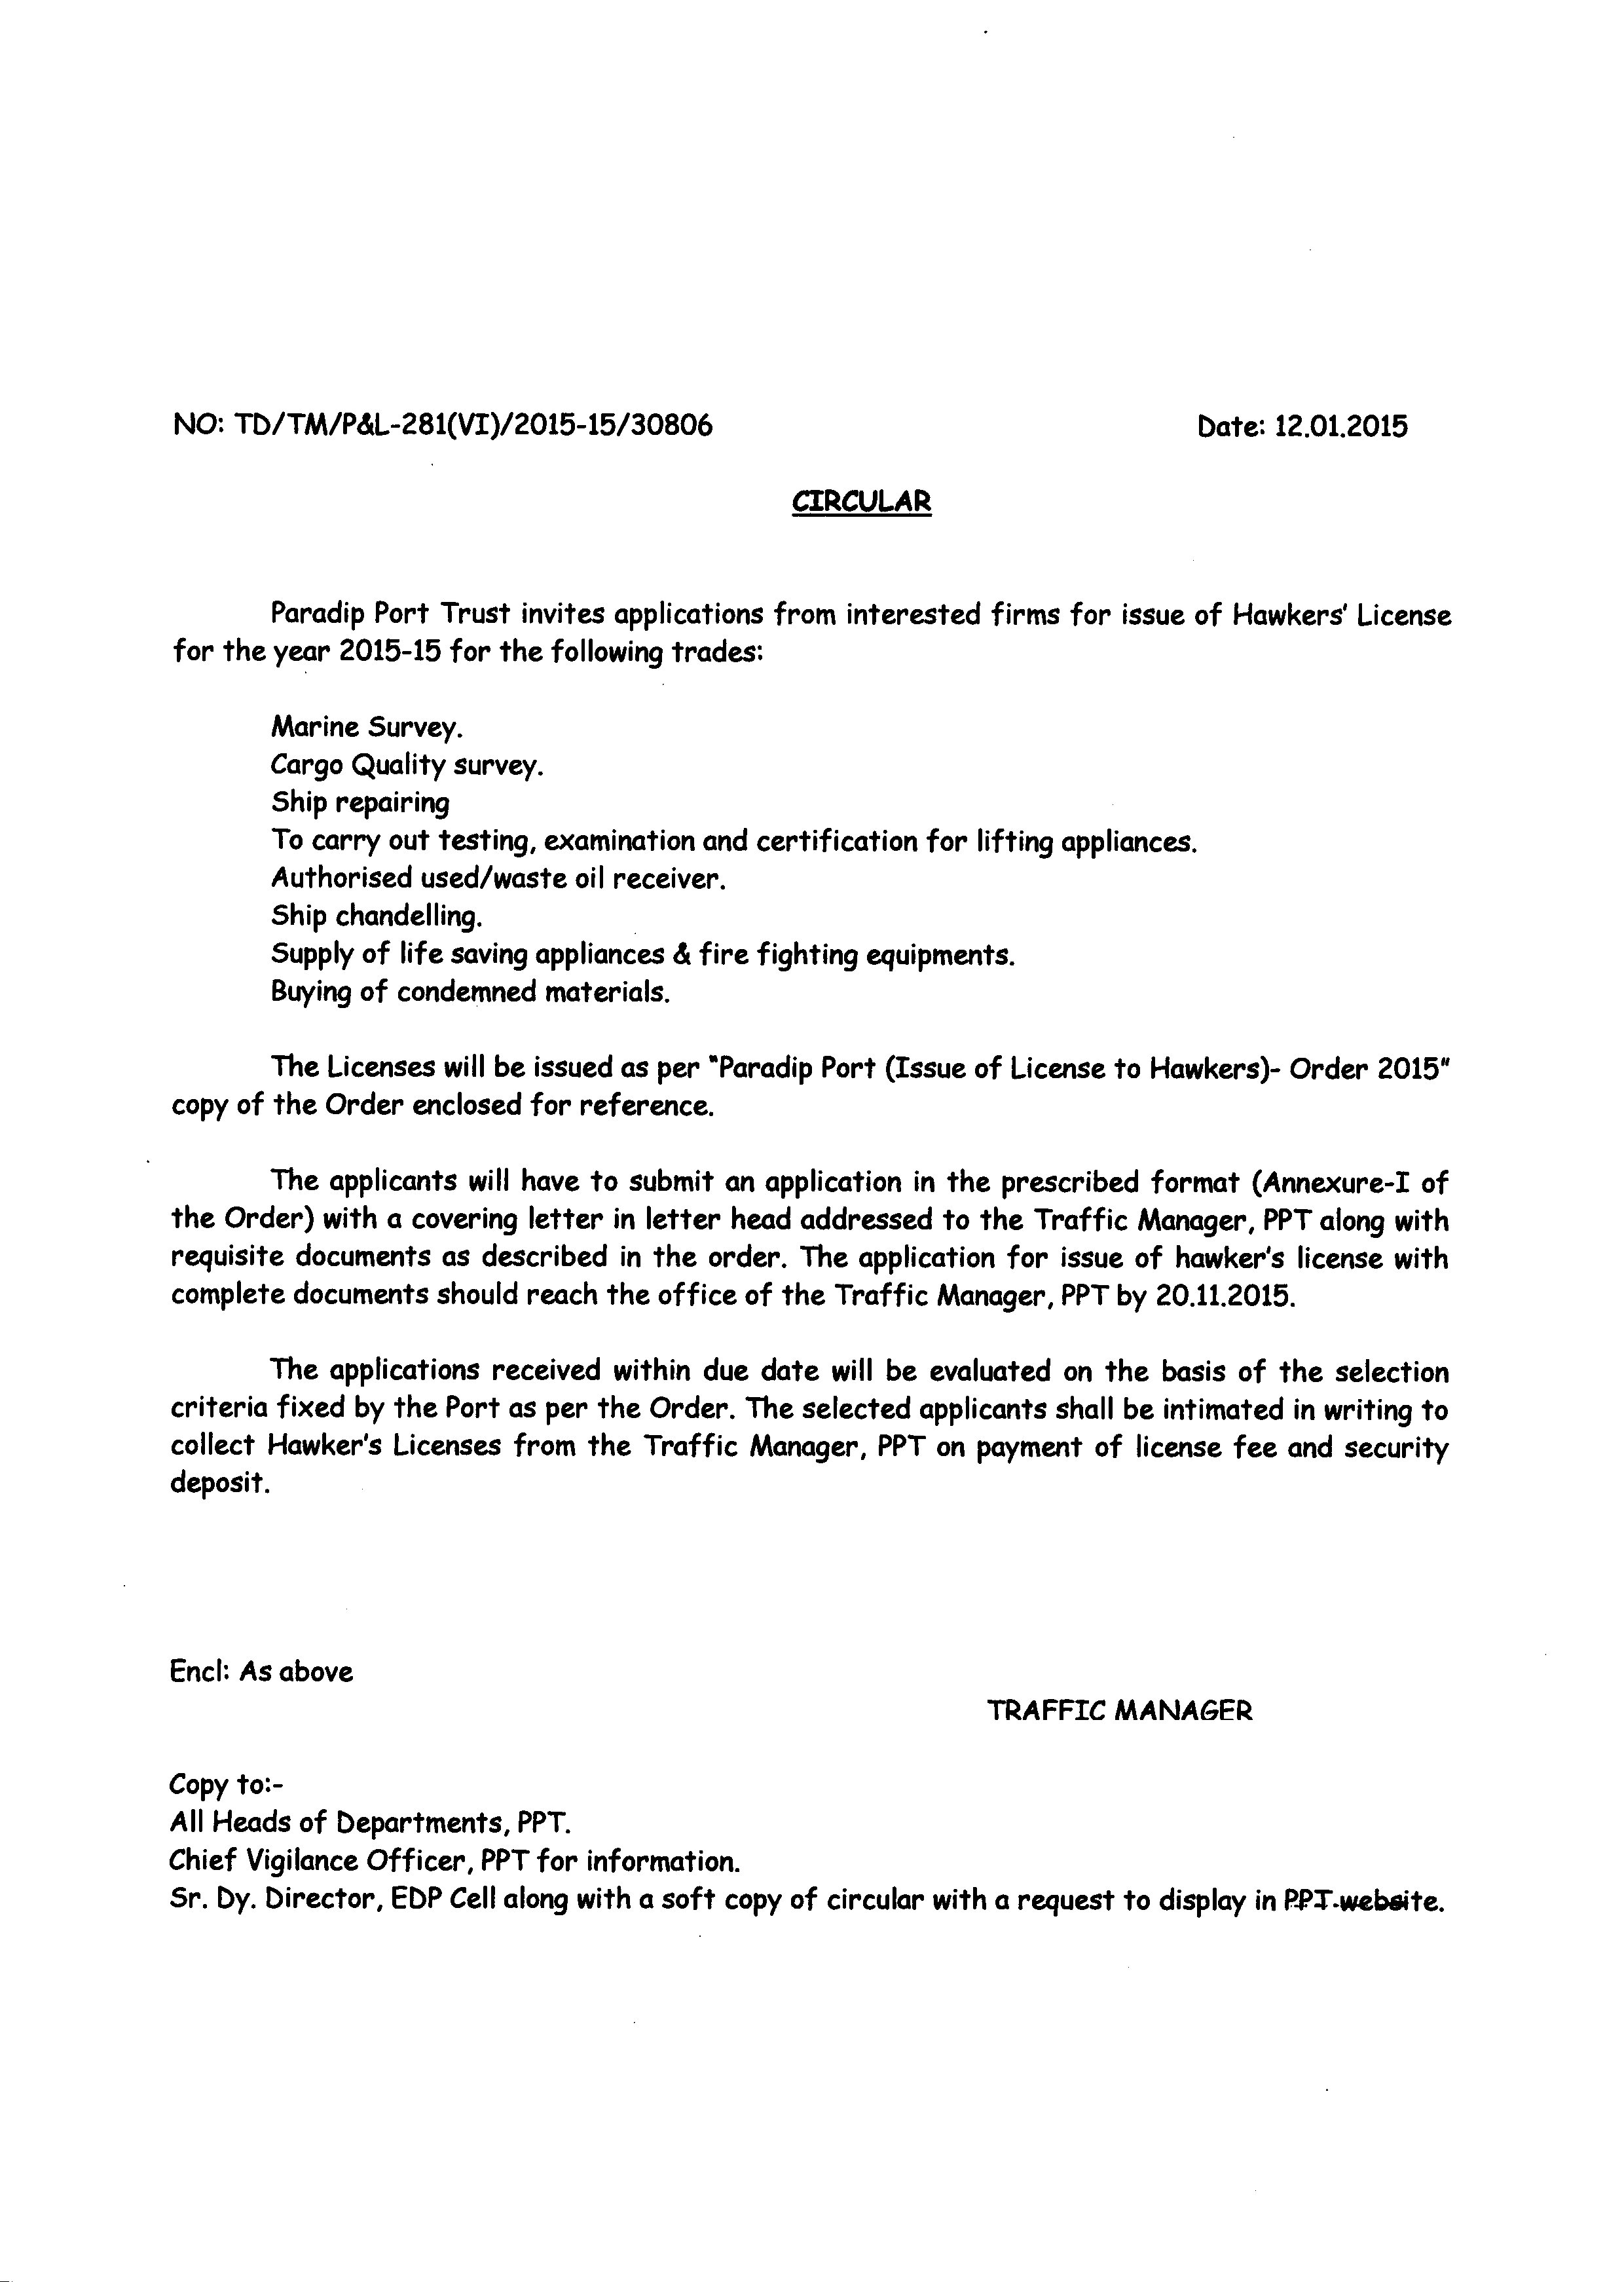 NO: TD/TM/P&L-281(VI)/2015-15/30806 Date: 12.01.2015
CIRCULAR
Paradip Port Trust invites applications from interested firms for issue of Hawkers' License
for the year 2015-15 for the following trades:
Marine Survey.
Cargo Quality survey.
Ship repairing
To carry out testing, examination and certification for lifting appliances.
Authorised used/waste oil receiver.
Ship chandelling.
Supply of life saving appliances & fire fighting equipments.
Buying of condemned materials.
The Licenses will be issued as per "Paradip Port (Issue of License to Hawkers)- Order 2015"
copy of the Order enclosed for reference.
The applicants will have to submit an application in the prescribed format (Annexure-I of
the Order) with a covering letter in letter head addressed to the Traffic Manager, PPT along with
requisite documents as described in the order. The application for issue of hawker's license with
complete documents should reach the office of the Traffic Manager, PPT by 20.11.2015.
The applications received within due date will be evaluated on the basis of the selection
criteria fixed by the Port as per the Order. The selected applicants shall be intimated in writing to
collect Hawker's Licenses from the Traffic Manager, PPT on payment of license fee and security
deposit.
Encl: As above
TRAFFIC MANAGER
Copy to:-
All Heads of Departments, PPT.
Chief Vigilance Officer, PPT for information.
Sr. Dy. Director, EDP Cell along with a soft copy of circular with a request to display in PPT website.